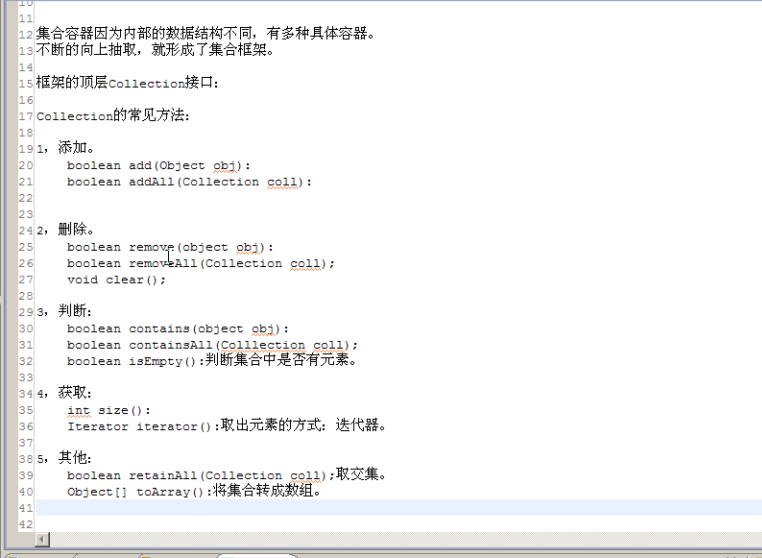 10
11
12 集合容器因为内部的数据结构不同，有多种具体容器。
13 不断的向上抽取，就形成了集合框架。
14
15 框架的顶层Collection接口：
16
17 Collection的常见方法：
18
19 1，添加。
20 boolean add(Object obj):
21 boolean addAll(Collection coll):
22
23
24 2，删除。
25 boolean remove(object obj):
26 boolean removeAll(Collection coll);
27 void clear();
28
29 3，判断：
30 boolean contains(object obj):
31 boolean containsAll(Colllection coll);
32 boolean isEmpty():判断集合中是否有元素。
33
34 4，获取：
35 int size():
36 Iterator iterator():取出元素的方式：迭代器。
37
38 5，其他：
39 boolean retainAll(Collection coll);取交集。
40 Object[] toArray():将集合转成数组。
41
42